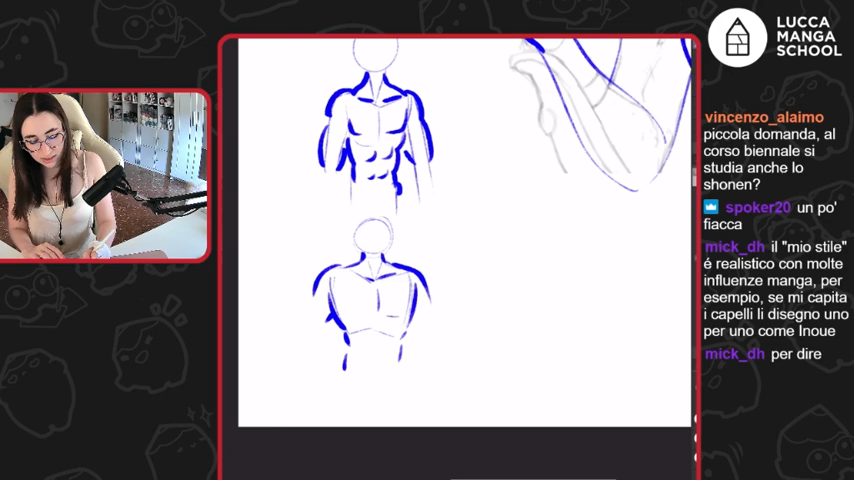 LUCCA
MANGA
SCHOOL
vincenzo_alaimo
piccola domanda, al
corso biennale si
studia anche lo
shonen?
spoker20 un po'
fiacca
mick_dh il "mio stile"
é realistico con molte
influenze manga, per
esempio, se mi capita
i capelli li disegno uno
per uno come Inoue
mick_dh per dire